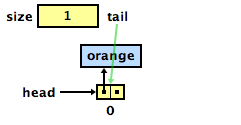 size 1 tail
orange
head
0